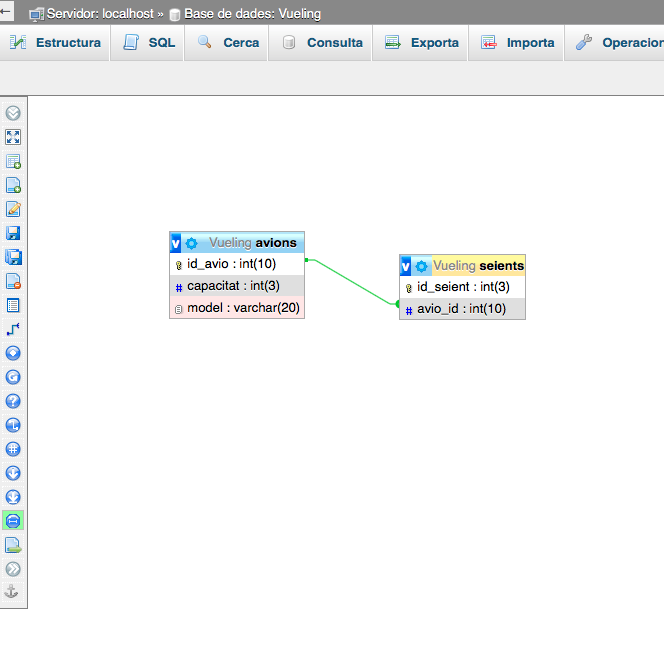 Servidor: localhost » Base de dades: Vueling
Estructura SQL Cerca Consulta Exporta Importa Operacion
v Vueling avions
id_avio : int(10)
# capacitat : int(3)
model : varchar(20)
v Vueling seients
id_seient : int(3)
# avio_id : int(10)